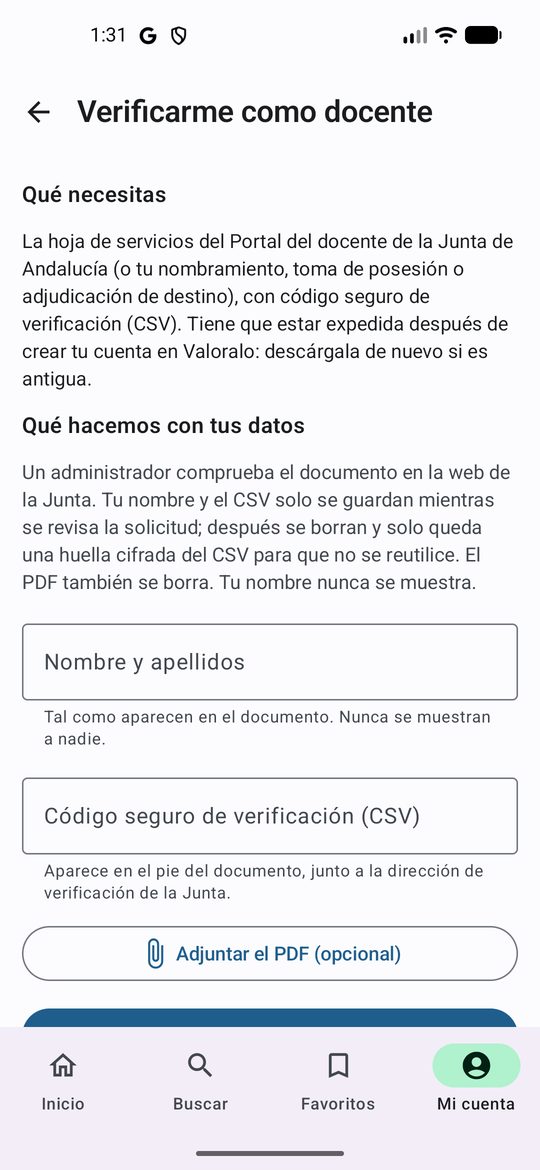 1:31
Verificarme como docente
Qué necesitas
La hoja de servicios del Portal del docente de la Junta de
Andalucía (o tu nombramiento, toma de posesión o
adjudicación de destino), con código seguro de
verificación (CSV). Tiene que estar expedida después de
crear tu cuenta en Valoralo: descárgala de nuevo si es
antigua.
Qué hacemos con tus datos
Un administrador comprueba el documento en la web de
la Junta. Tu nombre y el CSV solo se guardan mientras
se revisa la solicitud; después se borran y solo queda
una huella cifrada del CSV para que no se reutilice. El
PDF también se borra. Tu nombre nunca se muestra.
Nombre y apellidos
Tal como aparecen en el documento. Nunca se muestran
a nadie.
Código seguro de verificación (CSV)
Aparece en el pie del documento, junto a la dirección de
verificación de la Junta.
Adjuntar el PDF (opcional)
Inicio
Buscar
Favoritos
Mi cuenta